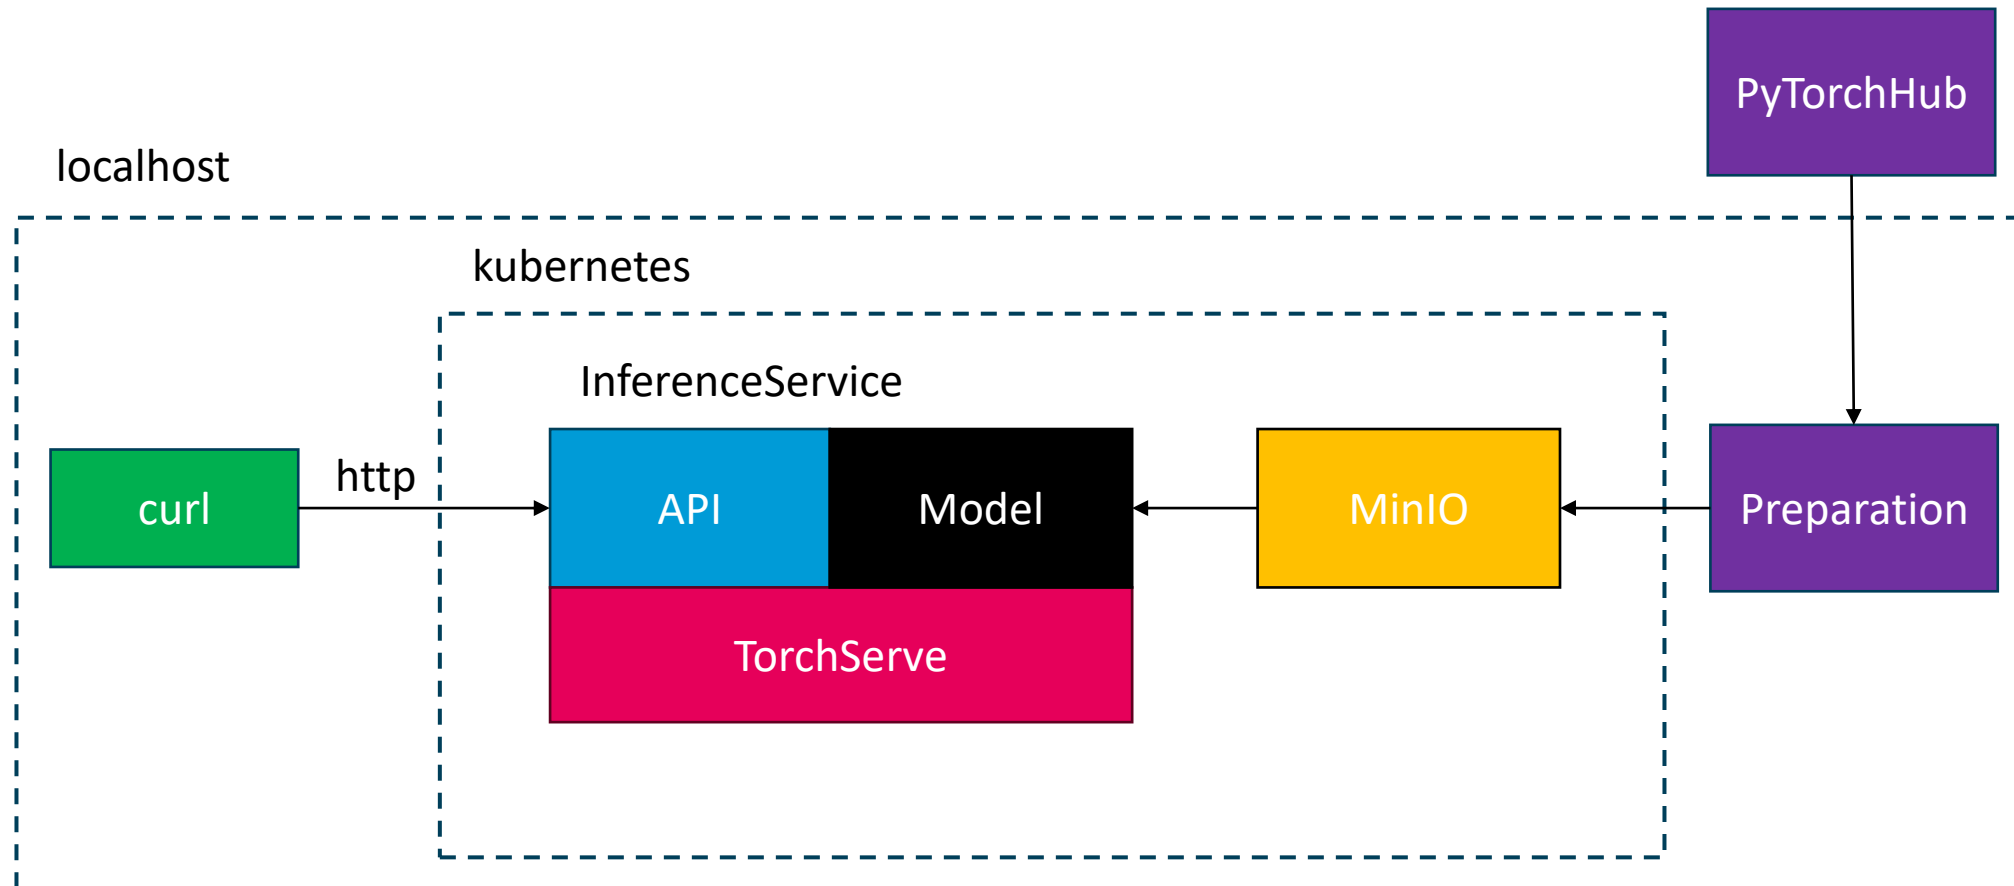 PyTorchHub
localhost
kubernetes
InferenceService
curl
http
API
Model
MinIO
Preparation
TorchServe